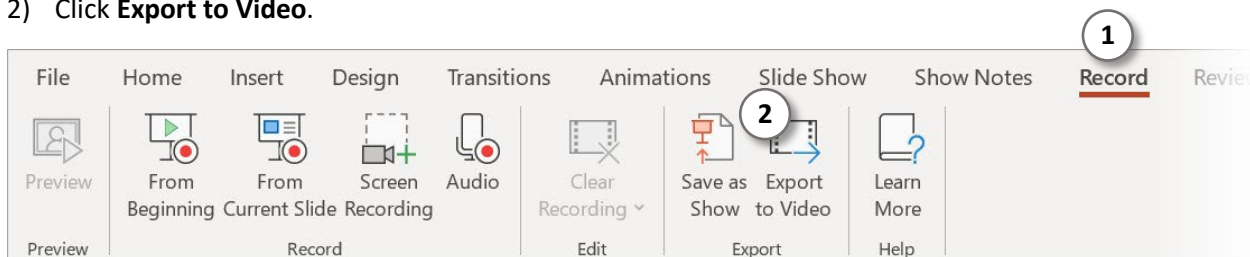 2) Click Export to Video.
1
File Home Insert Design Transitions Animations Slide Show Show Notes Record
2
Preview From Beginning From Current Slide Screen Recording Audio Clear Recording Save as Show Export to Video Learn More
Preview Record Edit Export Help